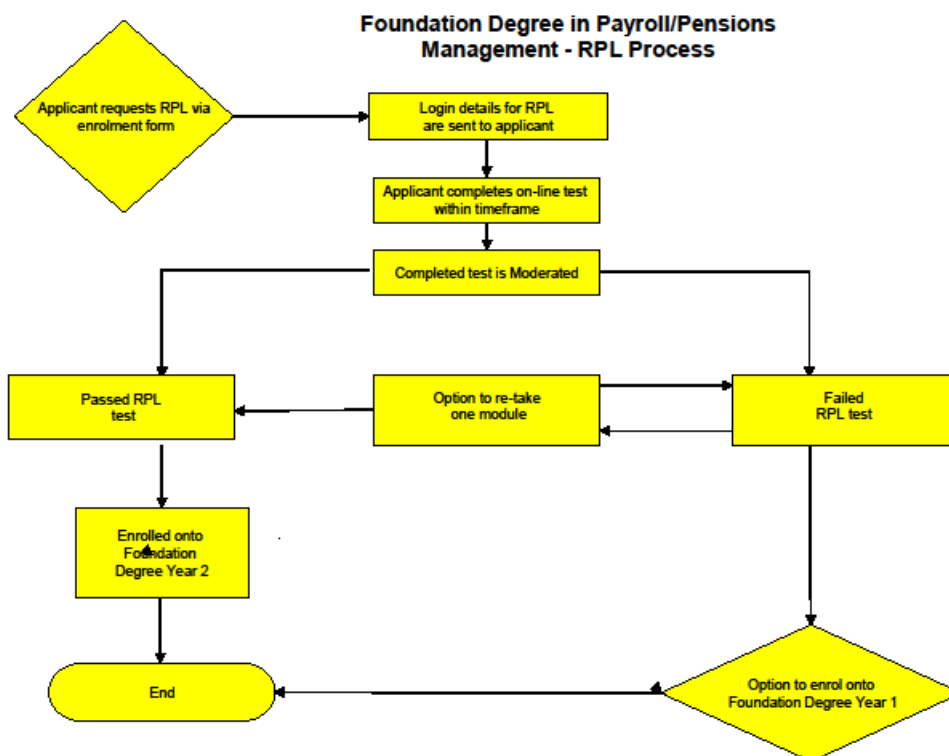 Foundation Degree in Payroll/Pensions
Management - RPL Process
Applicant requests RPL via
enrolment form
Login details for RPL
are sent to applicant
Applicant completes on-line test
within timeframe
Completed test is Moderated
Passed RPL
test
Option to re-take
one module
Failed
RPL test
Enrolled onto
Foundation
Degree Year 2
End
Option to enrol onto
Foundation Degree Year 1